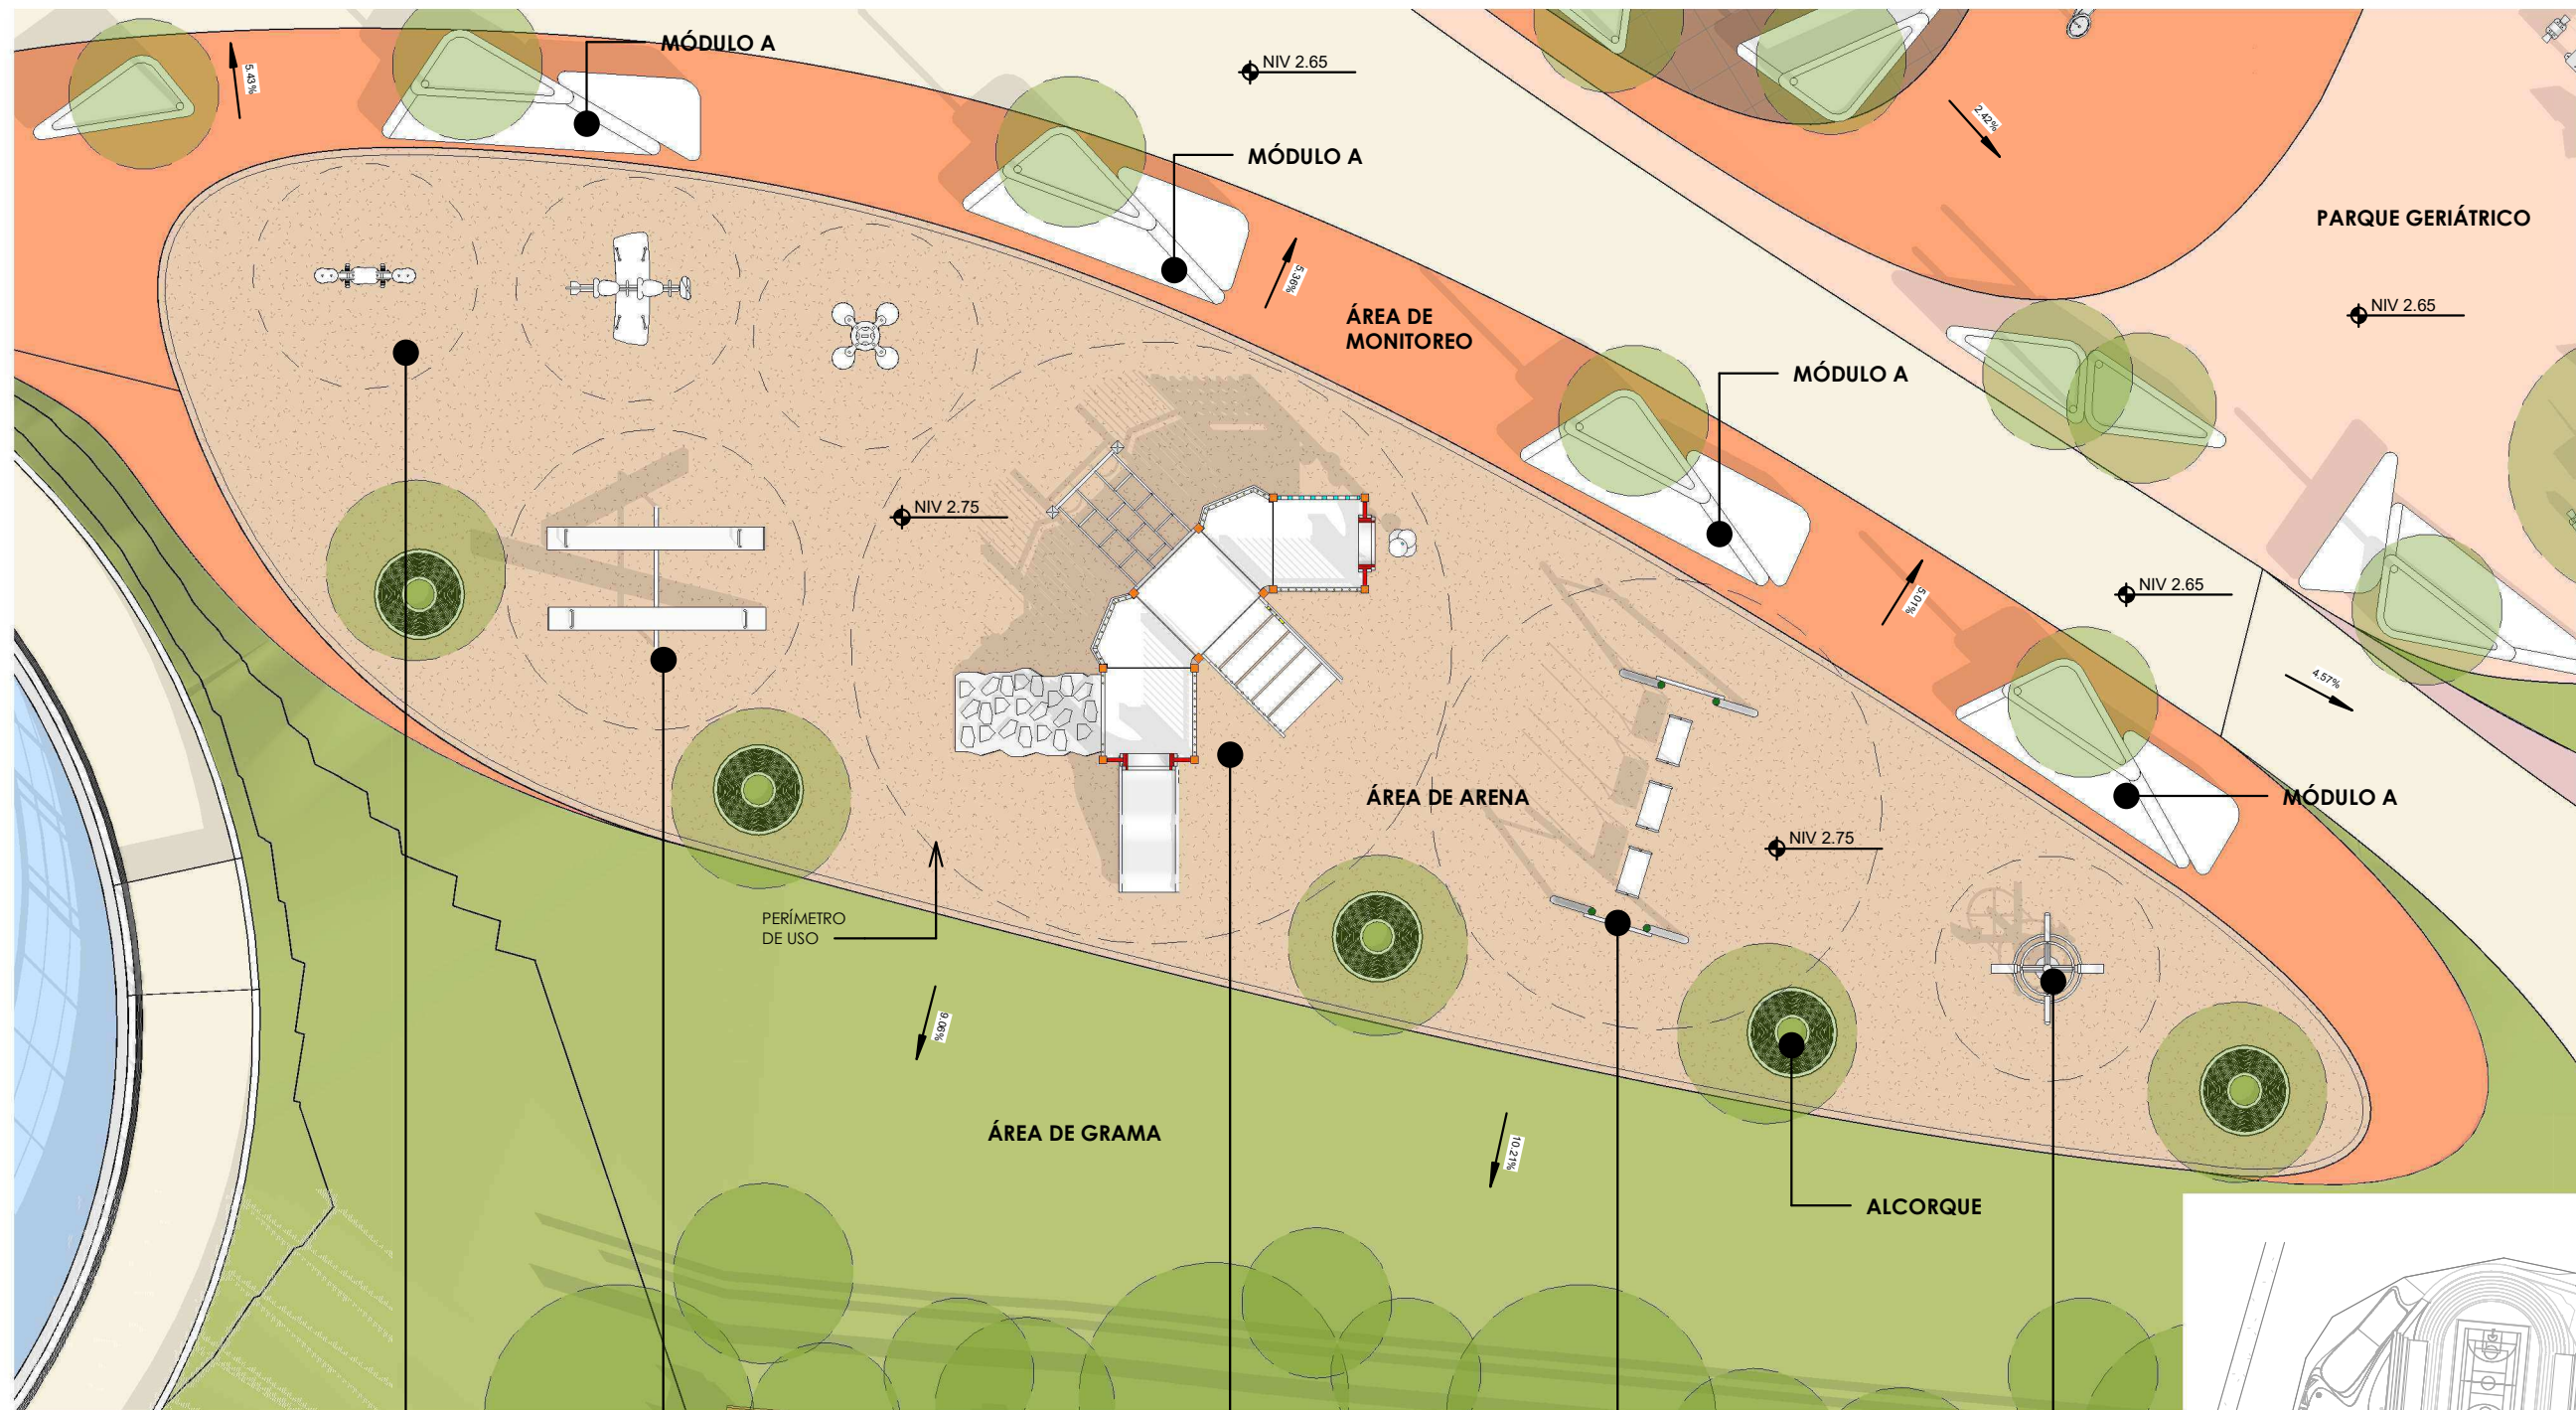 MÓDULO A
NIV 2.65
5.43%
2.42%
MÓDULO A
PARQUE GERIÁTRICO
5.36%
NIV 2.65
ÁREA DE
MONITOREO
MÓDULO A
NIV 2.75
NIV 2.65
5.01%
4.57%
ÁREA DE ARENA
MÓDULO A
NIV 2.75
PERÍMETRO
DE USO
9.06%
ÁREA DE GRAMA
10.21%
ALCORQUE